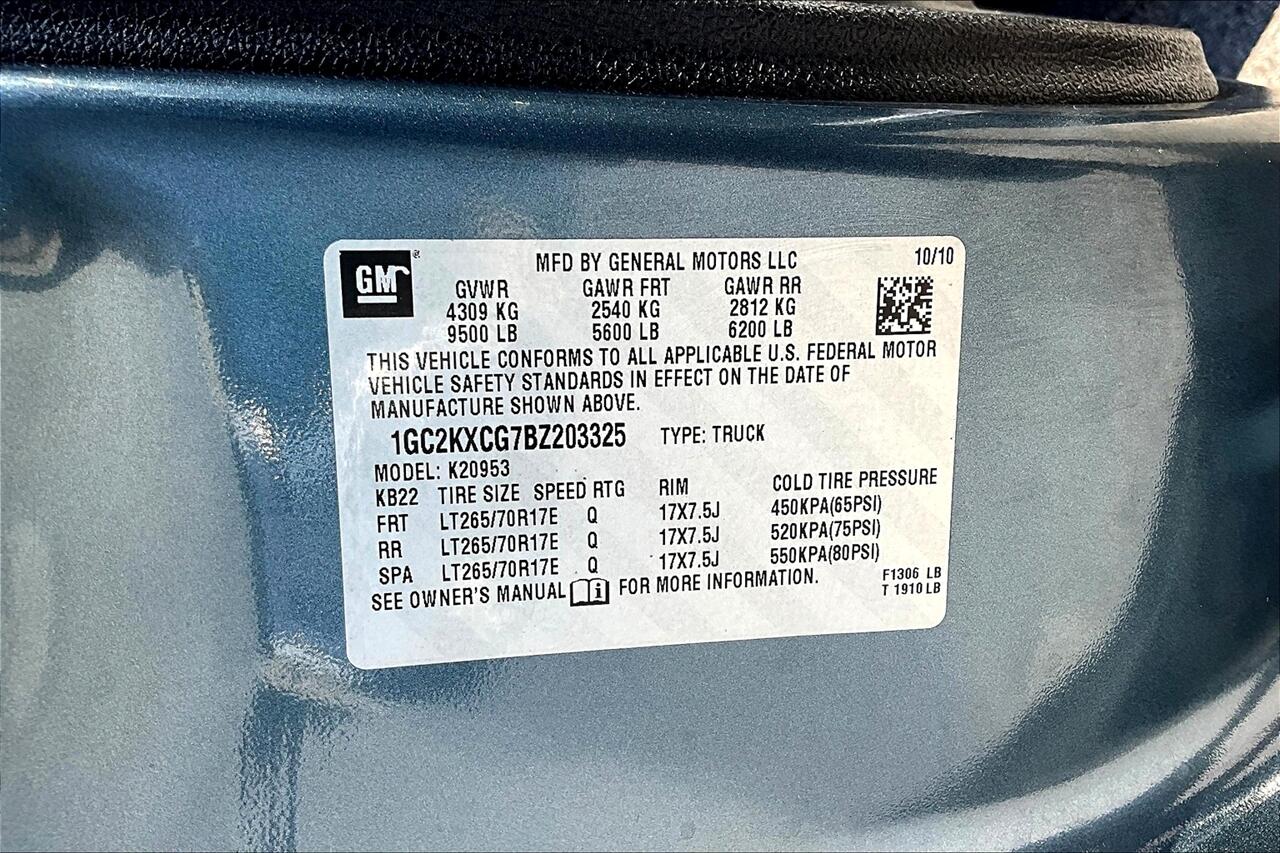 GM
MFD BY GENERAL MOTORS LLC 10/10
GVWR GAWR FRT GAWR RR
4309 KG 2540 KG 2812 KG
9500 LB 5600 LB 6200 LB
THIS VEHICLE CONFORMS TO ALL APPLICABLE U.S. FEDERAL MOTOR
VEHICLE SAFETY STANDARDS IN EFFECT ON THE DATE OF
MANUFACTURE SHOWN ABOVE.
1GC2KXCG7BZ203325 TYPE: TRUCK
MODEL: K20953
KB22 TIRE SIZE SPEED RTG RIM COLD TIRE PRESSURE
FRT LT265/70R17E Q 17X7.5J 450KPA(65PSI)
RR LT265/70R17E Q 17X7.5J 520KPA(75PSI)
SPA LT265/70R17E Q 17X7.5J 550KPA(80PSI)
SEE OWNER'S MANUAL FOR MORE INFORMATION.
F1306 LB
T 1910 LB